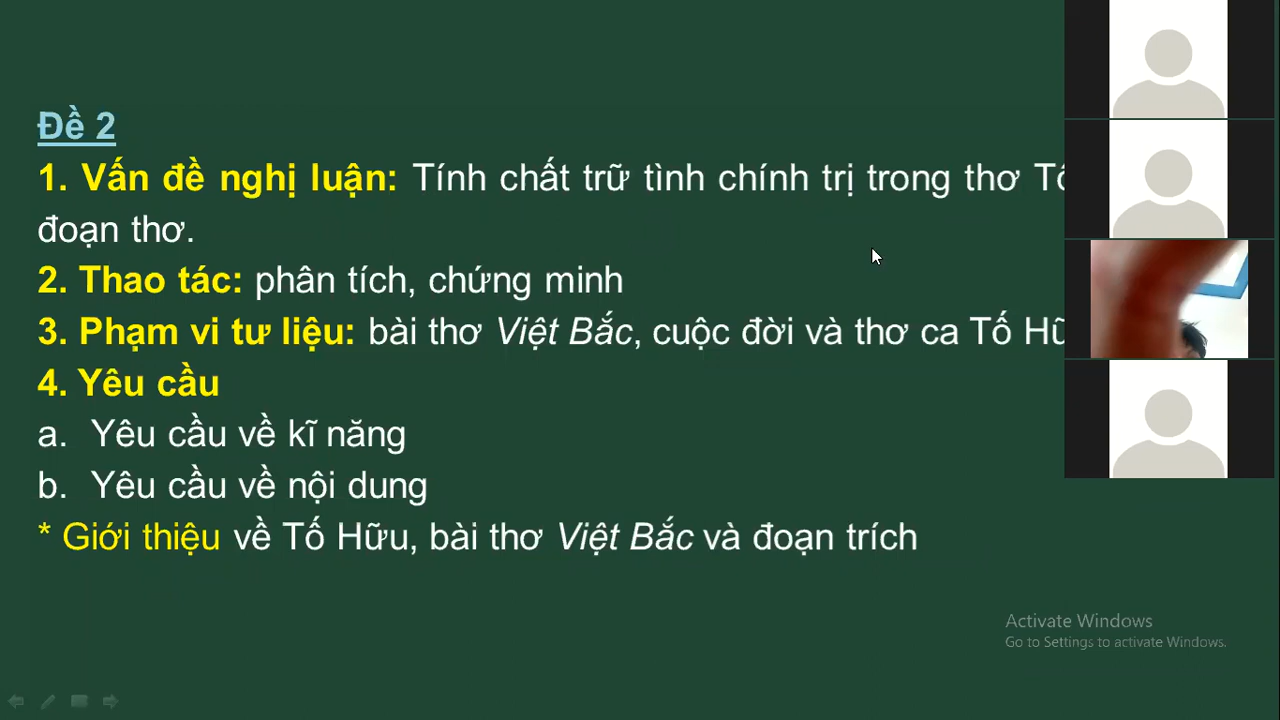 Đề 2
1. Vấn đề nghị luận: Tính chất trữ tình chính trị trong thơ
đoạn thơ.
2. Thao tác: phân tích, chứng minh
3. Phạm vi tư liệu: bài thơ Việt Bắc, cuộc đời và thơ ca Tố
4. Yêu cầu
a. Yêu cầu về kĩ năng
b. Yêu cầu về nội dung
* Giới thiệu về Tố Hữu, bài thơ Việt Bắc và đoạn trích
Activate Windows
Go to Settings to activate Windows.